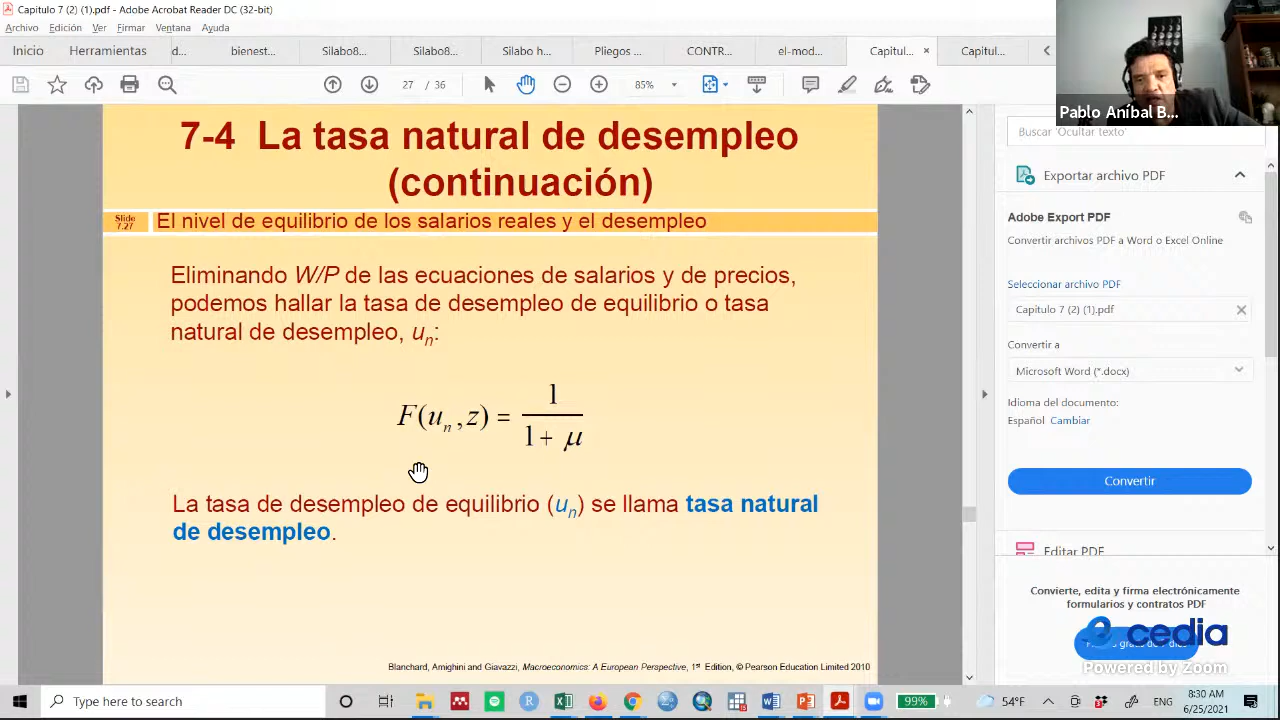 Capitulo 7 (2) (1).pdf - Adobe Acrobat Reader DC (32-bit)
Archivo Edición Ver Firmar Ventana Ayuda
Inicio Herramientas d... bienest... Silabo8... Silabo8... Silabo h... Pliegos ... CONTR... el-mod... Capitul... × Capitul...
27 / 36 85%
Pablo Aníbal B...
7-4 La tasa natural de desempleo
(continuación)
Slide
7.27
El nivel de equilibrio de los salarios reales y el desempleo
Eliminando W/P de las ecuaciones de salarios y de precios,
podemos hallar la tasa de desempleo de equilibrio o tasa
natural de desempleo, un:
F(un, z) = 1 / (1 + μ)
La tasa de desempleo de equilibrio (un) se llama tasa natural
de desempleo.
Blanchard, Amighini and Giavazzi, Macroeconomics: A European Perspective, 1st Edition, © Pearson Education Limited 2010
Buscar 'Ocultar texto'
Exportar archivo PDF
Adobe Export PDF
Convertir archivos PDF a Word o Excel Online
Seleccionar archivo PDF
Capitulo 7 (2) (1).pdf
Convertir a
Microsoft Word (*.docx)
Idioma del documento:
Español Cambiar
Convertir
Editar PDF
Convierte, edita y firma electrónicamente
formularios y contratos PDF
cedia
Powered by Zoom
Type here to search
99%
54°F
ENG
8:30 AM
6/25/2021